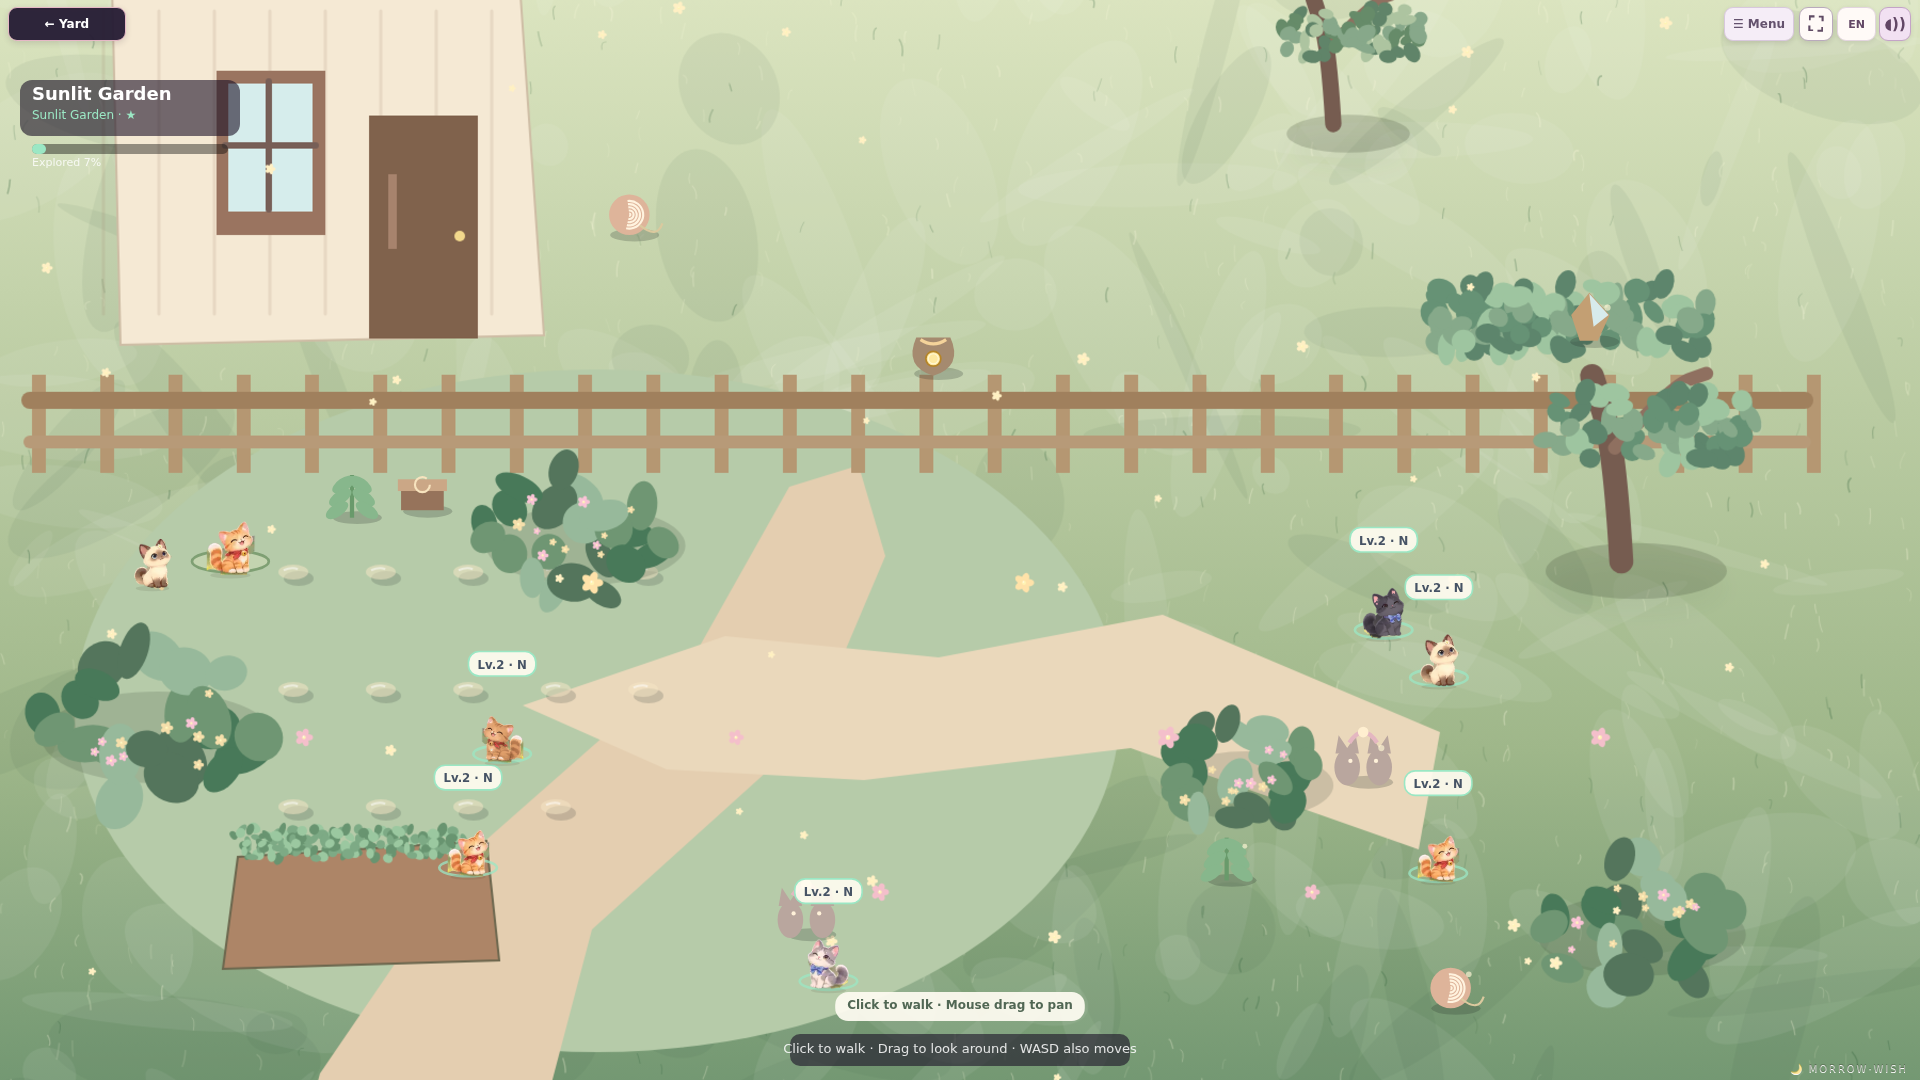 ← Yard
☰ Menu
EN
Sunlit Garden
Sunlit Garden · ★
Explored 7%
Lv.2 · N
Lv.2 · N
Lv.2 · N
Lv.2 · N
Lv.2 · N
Lv.2 · N
Click to walk · Mouse drag to pan
Click to walk · Drag to look around · WASD also moves
🌙 MORROW-WISH